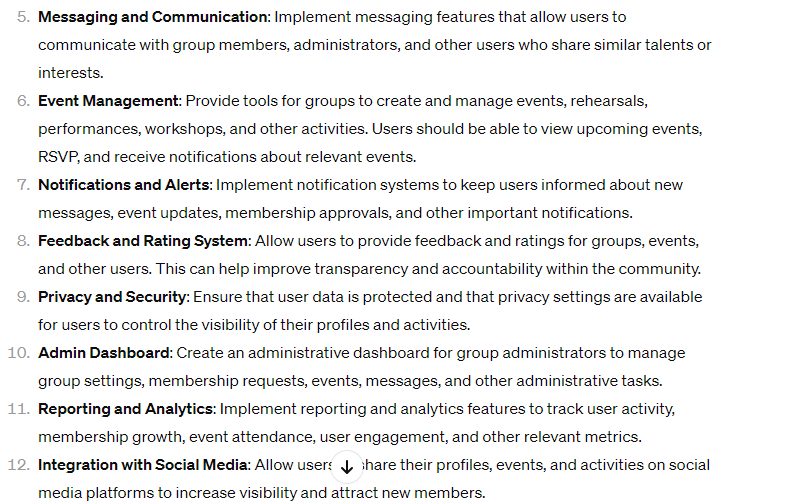 5. Messaging and Communication: Implement messaging features that allow users to
communicate with group members, administrators, and other users who share similar talents or
interests.
6. Event Management: Provide tools for groups to create and manage events, rehearsals,
performances, workshops, and other activities. Users should be able to view upcoming events,
RSVP, and receive notifications about relevant events.
7. Notifications and Alerts: Implement notification systems to keep users informed about new
messages, event updates, membership approvals, and other important notifications.
8. Feedback and Rating System: Allow users to provide feedback and ratings for groups, events,
and other users. This can help improve transparency and accountability within the community.
9. Privacy and Security: Ensure that user data is protected and that privacy settings are available
for users to control the visibility of their profiles and activities.
10. Admin Dashboard: Create an administrative dashboard for group administrators to manage
group settings, membership requests, events, messages, and other administrative tasks.
11. Reporting and Analytics: Implement reporting and analytics features to track user activity,
membership growth, event attendance, user engagement, and other relevant metrics.
12. Integration with Social Media: Allow users share their profiles, events, and activities on social
media platforms to increase visibility and attract new members.